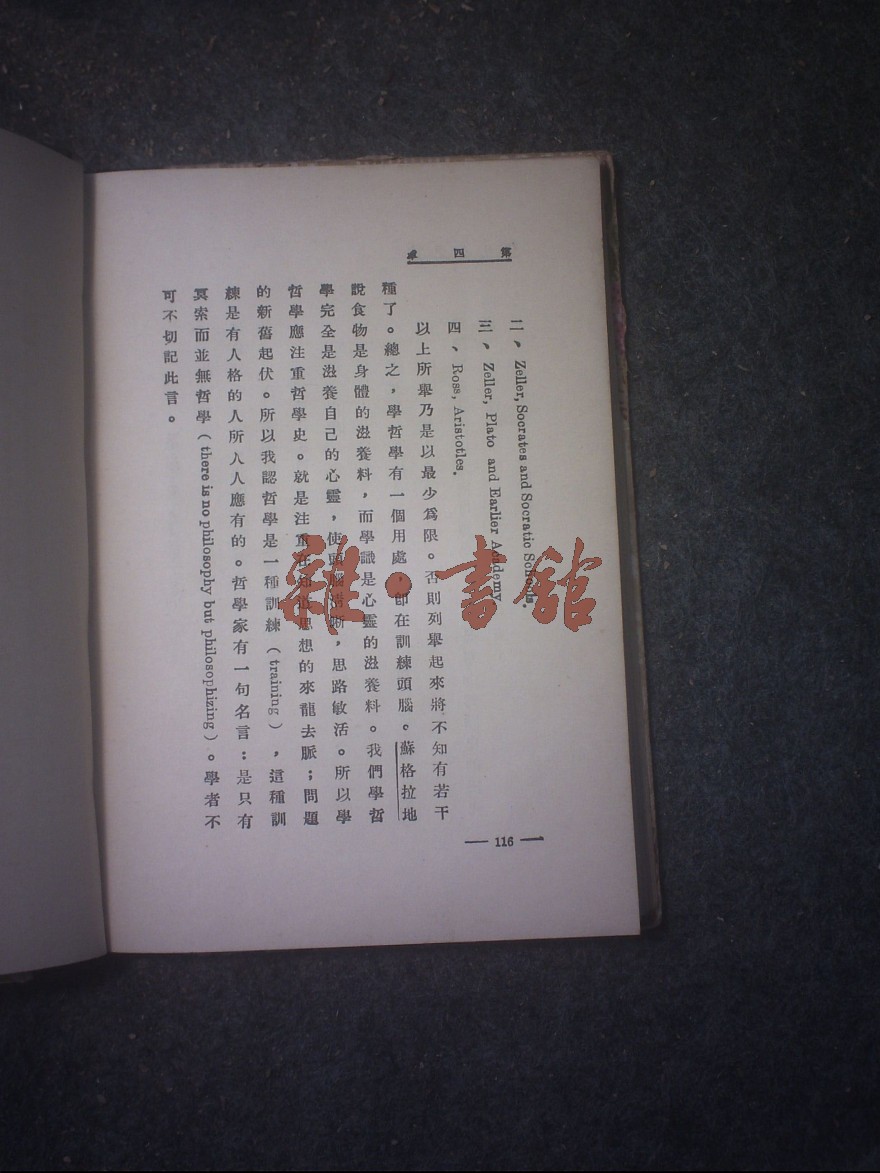 第四章
二、Zeller, Socrates and Socratic Schools.
三、Zeller, Plato and Earlier Academy
四、Ross, Aristotles.
以上所舉乃是以最少爲限。否則列舉起來將不知有若干
種了。總之，學哲學有一個用處，卽在訓練頭腦。蘇格拉地
說食物是身體的滋養料，而學識是心靈的滋養料。我們學哲
學完全是滋養自己的心靈，使頭腦清晰，思路敏活。所以學
哲學應注重哲學史。就是注重在知道思想的來龍去脈；問題
的新舊起伏。所以我認哲學是一種訓練（training），這種訓
練是有人格的人所人人應有的。哲學家有一句名言：是只有
冥索而並無哲學（there is no philosophy but philosophizing）。學者不
可不切記此言。
— 116 —
雜·書館